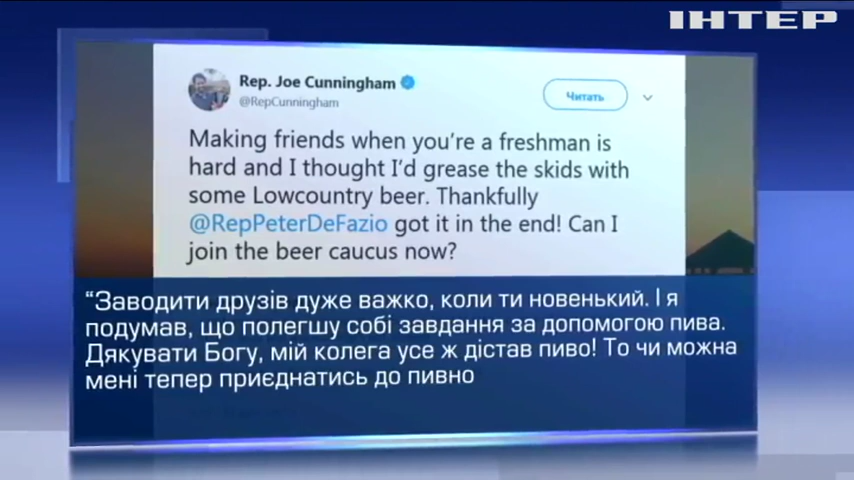 ІНТЕР
Rep. Joe Cunningham
@RepCunningham
Читать
Making friends when you're a freshman is
hard and I thought I'd grease the skids with
some Lowcountry beer. Thankfully
@RepPeterDeFazio got it in the end! Can I
join the beer caucus now?
“Заводити друзів дуже важко, коли ти новенький. І я
подумав, що полегшу собі завдання за допомогою пива.
Дякувати Богу, мій колега усе ж дістав пиво! То чи можна
мені тепер приєднатись до пивно